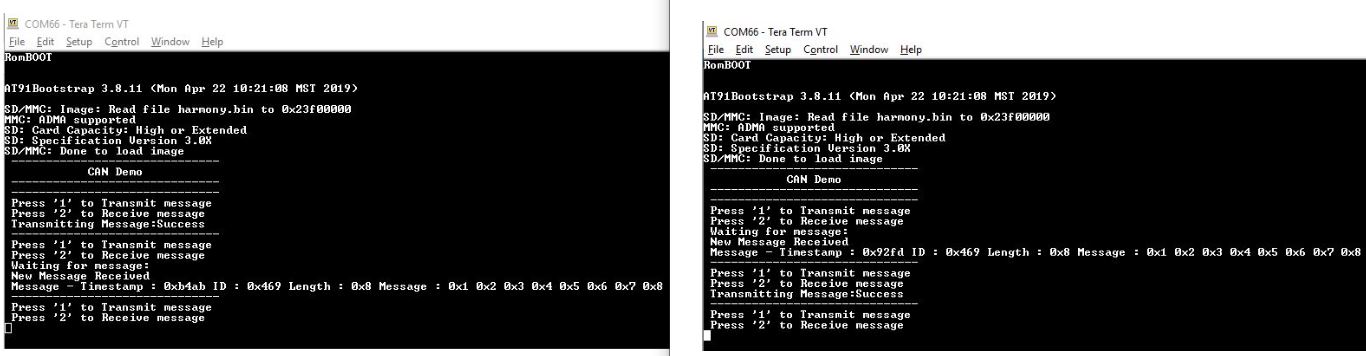 COM66 - Tera Term VT
File Edit Setup Control Window Help
RomBOOT
AT91Bootstrap 3.8.11 (Mon Apr 22 10:21:08 MST 2019)
SD/MMC: Image: Read file harmony.bin to 0x23f00000
MMC: ADMA supported
SD: Card Capacity: High or Extended
SD: Specification Version 3.0X
SD/MMC: Done to load image
-------------------------------
CAN Demo
-------------------------------
-------------------------------
Press '1' to Transmit message
Press '2' to Receive message
Transmitting Message:Success
-------------------------------
Press '1' to Transmit message
Press '2' to Receive message
Waiting for message:
New Message Received
Message - Timestamp : 0xb4ab ID : 0x469 Length : 0x8 Message : 0x1 0x2 0x3 0x4 0x5 0x6 0x7 0x8
-------------------------------
Press '1' to Transmit message
Press '2' to Receive message
COM66 - Tera Term VT
File Edit Setup Control Window Help
RomBOOT
AT91Bootstrap 3.8.11 (Mon Apr 22 10:21:08 MST 2019)
SD/MMC: Image: Read file harmony.bin to 0x23f00000
MMC: ADMA supported
SD: Card Capacity: High or Extended
SD: Specification Version 3.0X
SD/MMC: Done to load image
-------------------------------
CAN Demo
-------------------------------
-------------------------------
Press '1' to Transmit message
Press '2' to Receive message
Waiting for message:
New Message Received
Message - Timestamp : 0x92fd ID : 0x469 Length : 0x8 Message : 0x1 0x2 0x3 0x4 0x5 0x6 0x7 0x8
-------------------------------
Press '1' to Transmit message
Press '2' to Receive message
Transmitting Message:Success
-------------------------------
Press '1' to Transmit message
Press '2' to Receive message